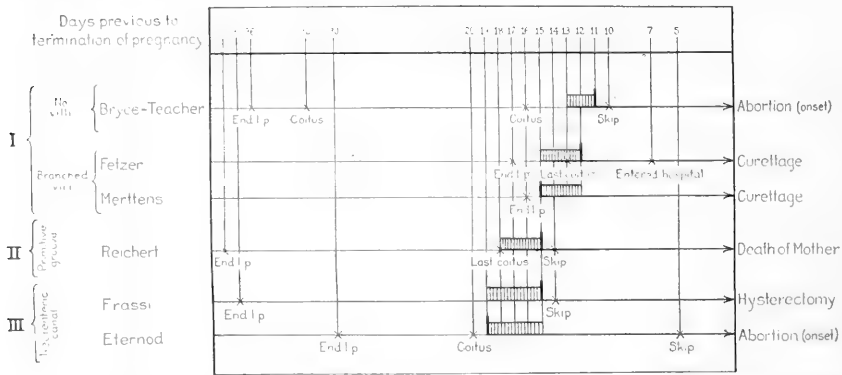 Days previous to
termination of pregnancy
20 19 18 17 16 15 14 13 12 11 10 7 5
I
No villi
Bryce-Teacher
End l p
Coitus
Coitus
Skip
Abortion (onset)
Branched villi
Fetzer
End l p
Last coitus
Entered hospital
Curettage
Merttens
End l p
Curettage
II
Primitive groove
Reichert
End l p
Last coitus
Skip
Death of Mother
III
canal
Frassi
End l p
Skip
Hysterectomy
Eternod
End l p
Coitus
Skip
Abortion (onset)